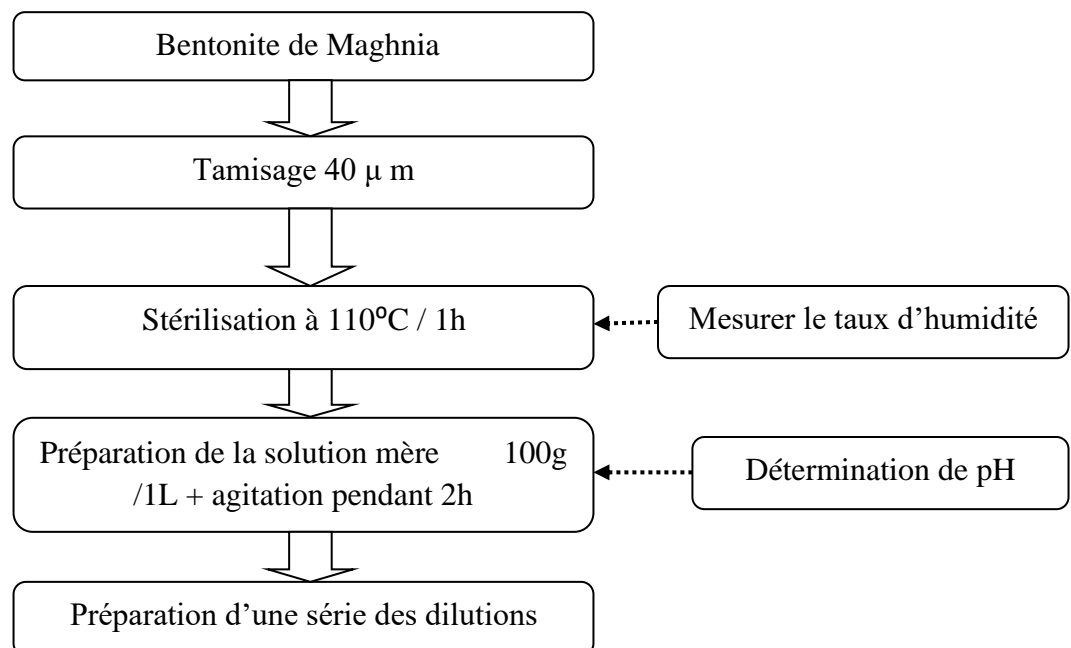 Bentonite de Maghnia
Tamisage 40 µ m
Stérilisation à 110ºC / 1h
Mesurer le taux d’humidité
Préparation de la solution mère 100g
/1L + agitation pendant 2h
Détermination de pH
Préparation d’une série des dilutions